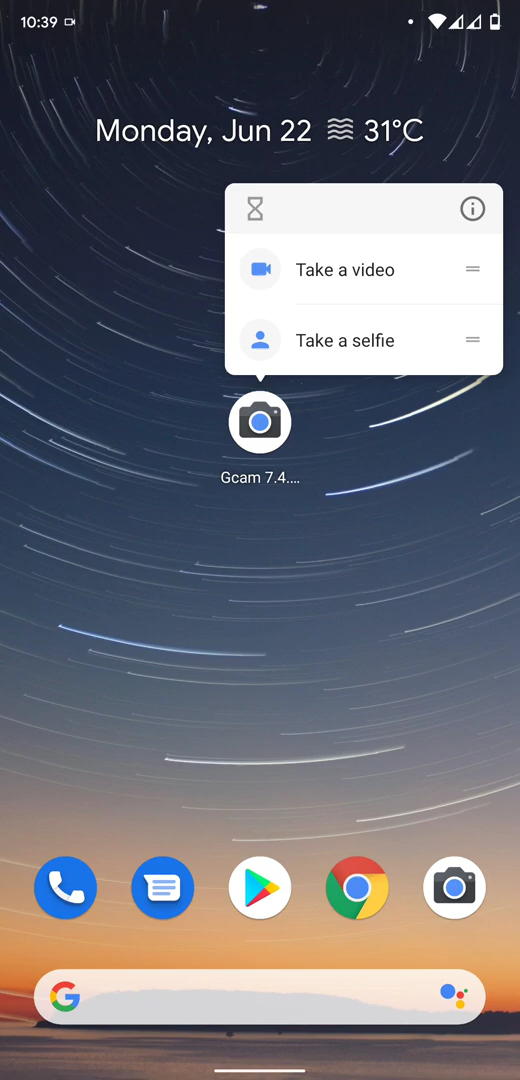 10:39
Monday, Jun 22 31°C
Take a video
Take a selfie
Gcam 7.4....
G